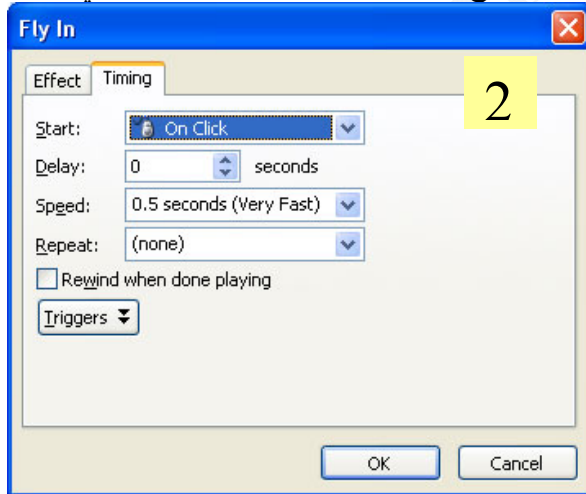 Fly In
Effect Timing
2
Start: On Click
Delay: 0 seconds
Speed: 0.5 seconds (Very Fast)
Repeat: (none)
Rewind when done playing
Triggers
OK Cancel